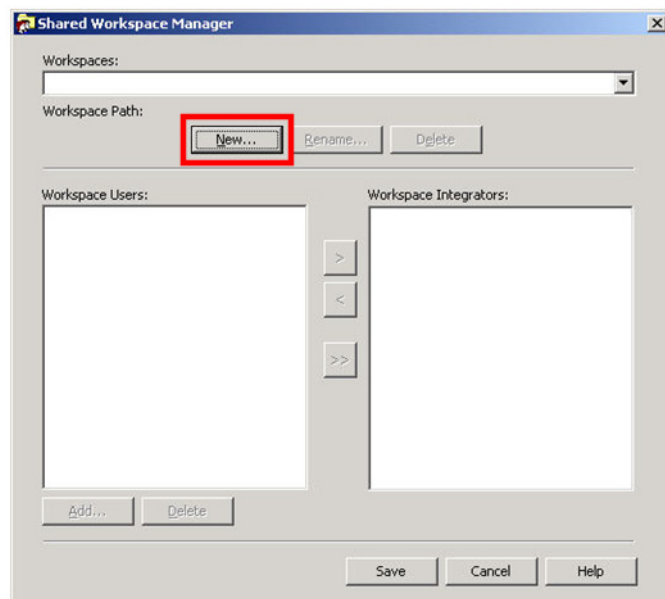 Shared Workspace Manager
Workspaces:
Workspace Path:
New... Rename... Delete
Workspace Users: Workspace Integrators:
>
<
>>
Add... Delete
Save Cancel Help